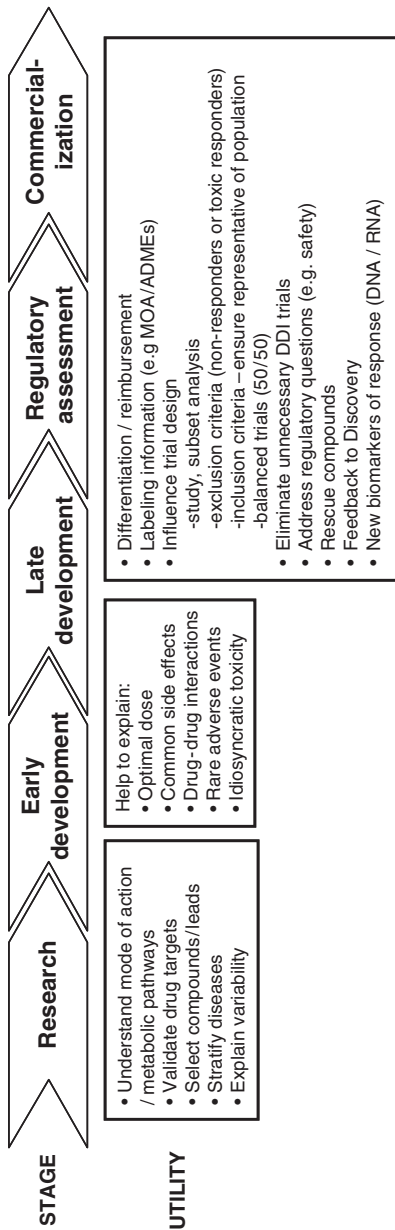 STAGE
Research
Early
development
Late
development
Regulatory
assessment
Commercial-
ization
UTILITY
• Understand mode of action
/ metabolic pathways
• Validate drug targets
• Select compounds/leads
• Stratify diseases
• Explain variability
Help to explain:
• Optimal dose
• Common side effects
• Drug-drug interactions
• Rare adverse events
• Idiosyncratic toxicity
• Differentiation / reimbursement
• Labeling information (e.g MOA/ADMEs)
• Influence trial design
-study, subset analysis
-exclusion criteria (non-responders or toxic responders)
-inclusion criteria – ensure representative of population
-balanced trials (50/50)
• Eliminate unnecessary DDI trials
• Address regulatory questions (e.g. safety)
• Rescue compounds
• Feedback to Discovery
• New biomarkers of response (DNA / RNA)